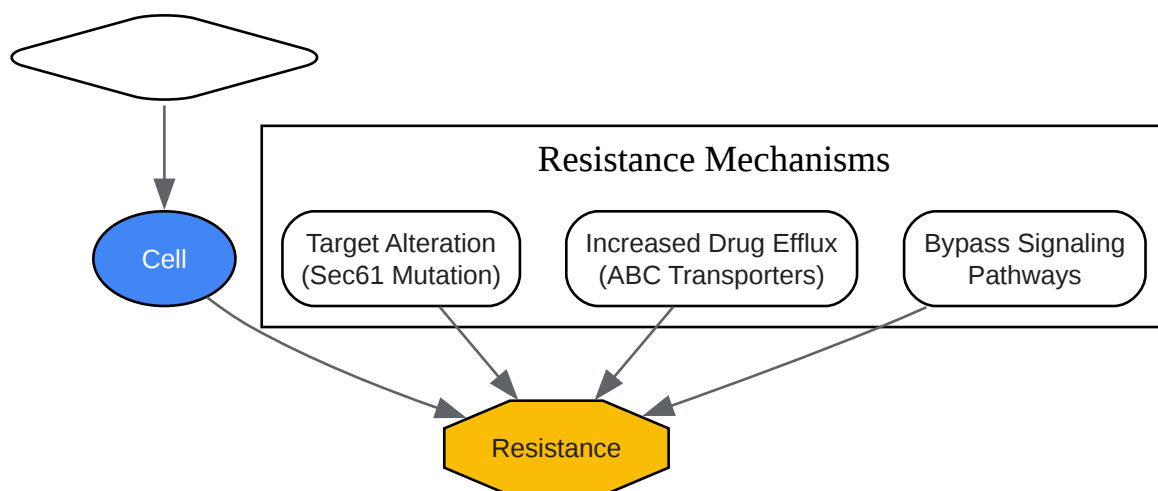 Resistance Mechanisms
Cell
Target Alteration
(Sec61 Mutation)
Increased Drug Efflux
(ABC Transporters)
Bypass Signaling
Pathways
Resistance